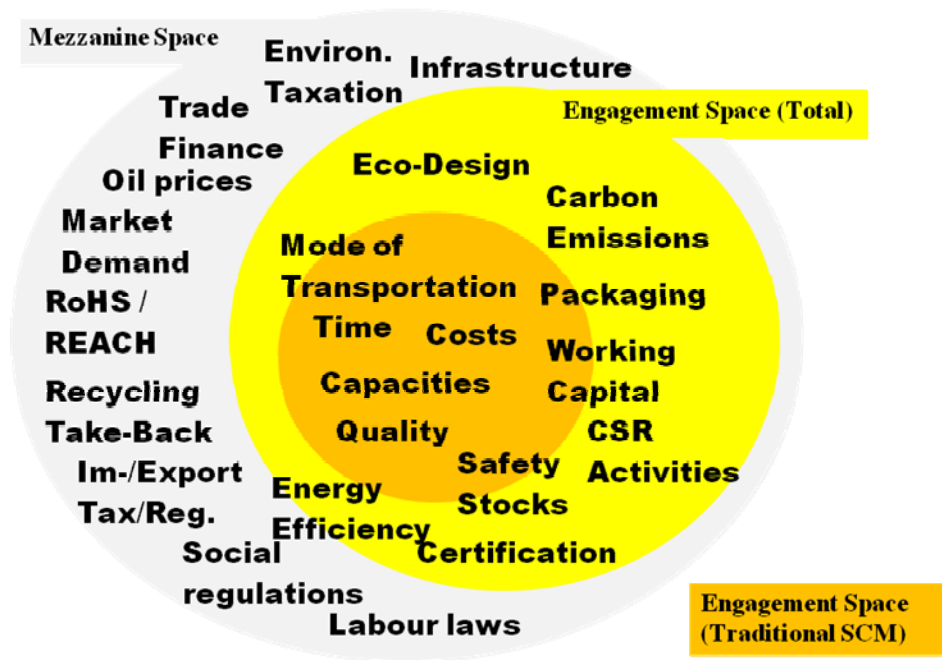 Mezzanine Space
Environ.
Taxation
Infrastructure
Trade
Finance
Engagement Space (Total)
Eco-Design
Oil prices
Carbon
Emissions
Market
Demand
Mode of
Transportation
Packaging
RoHS /
REACH
Time
Costs
Working
Capital
Capacities
Recycling
Take-Back
Quality
CSR
Activities
Im-/Export
Tax/Reg.
Safety
Stocks
Energy
Efficiency
Social
regulations
Certification
Labour laws
Engagement Space
(Traditional SCM)